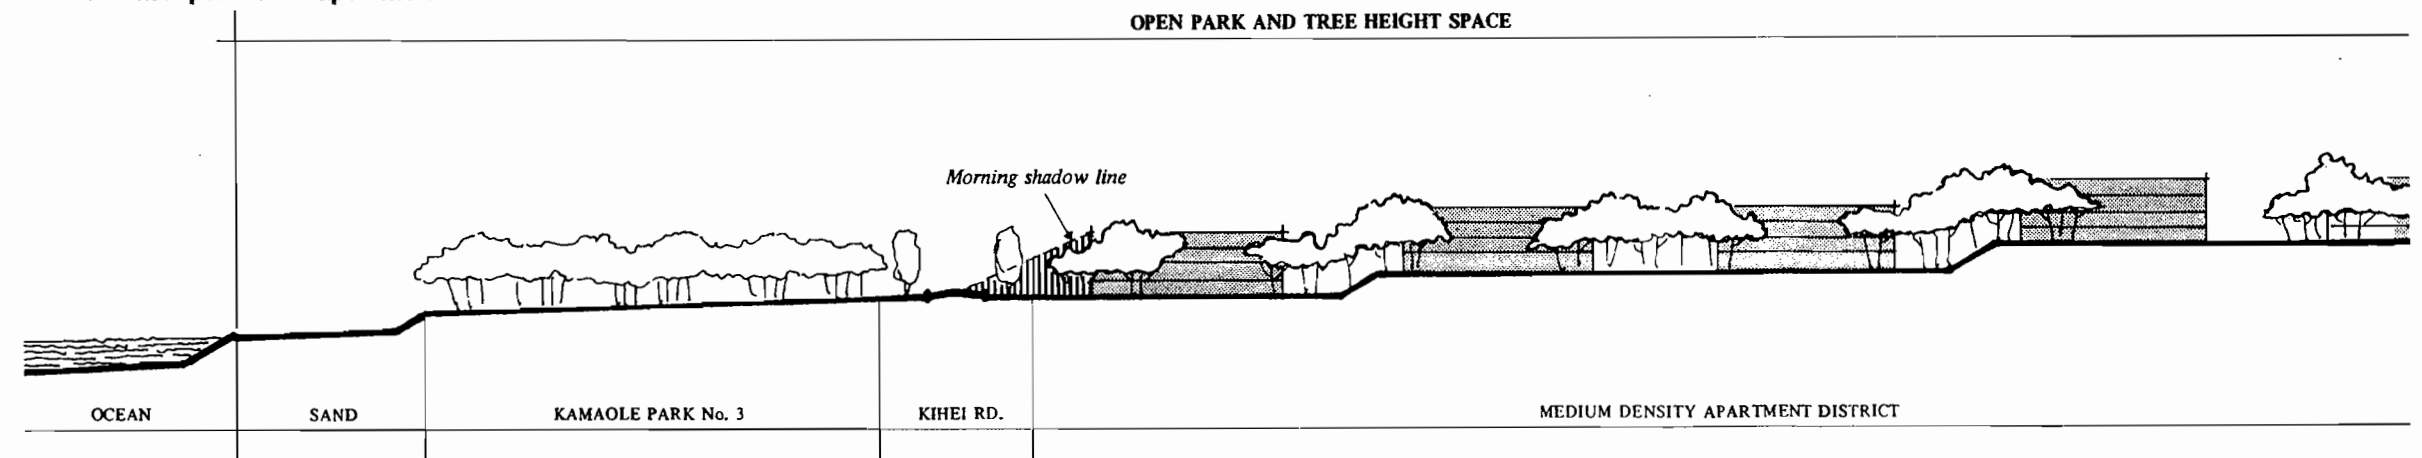 OPEN PARK AND TREE HEIGHT SPACE
Morning shadow line
OCEAN
SAND
KAMAOLE PARK No. 3
KIHEI RD.
MEDIUM DENSITY APARTMENT DISTRICT